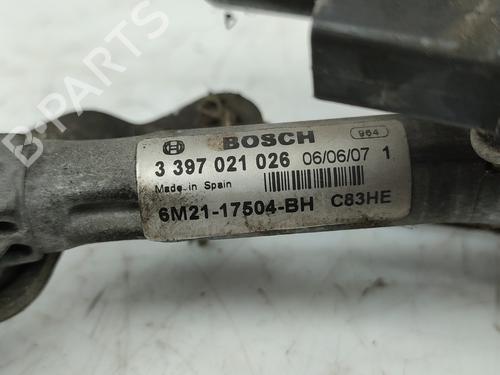 BOSCH 964
3 397 021 026 06/06/07 1
Made in Spain
6M21-17504-BH C83HE
B-PARTS